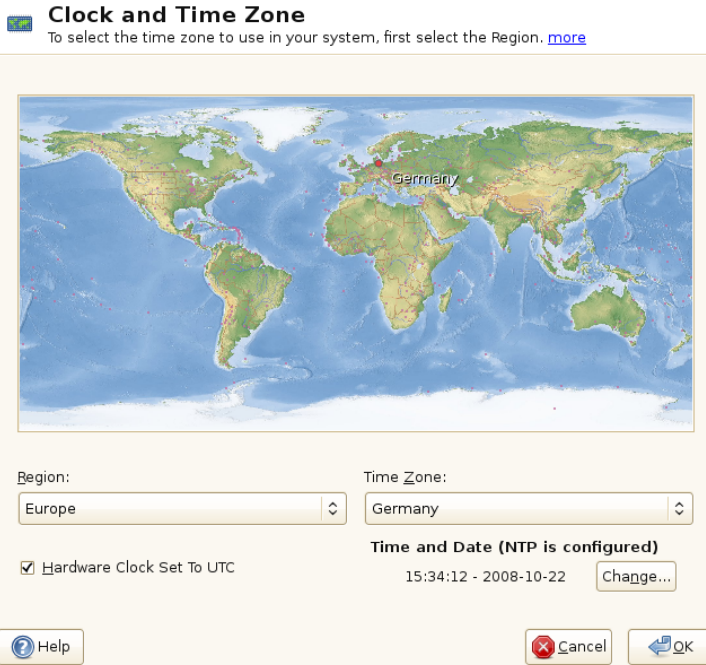 Clock and Time Zone
To select the time zone to use in your system, first select the Region. more
Germany
Region:
Time Zone:
Europe
Germany
Time and Date (NTP is configured)
Hardware Clock Set To UTC
15:34:12 - 2008-10-22
Change...
Help
Cancel
OK